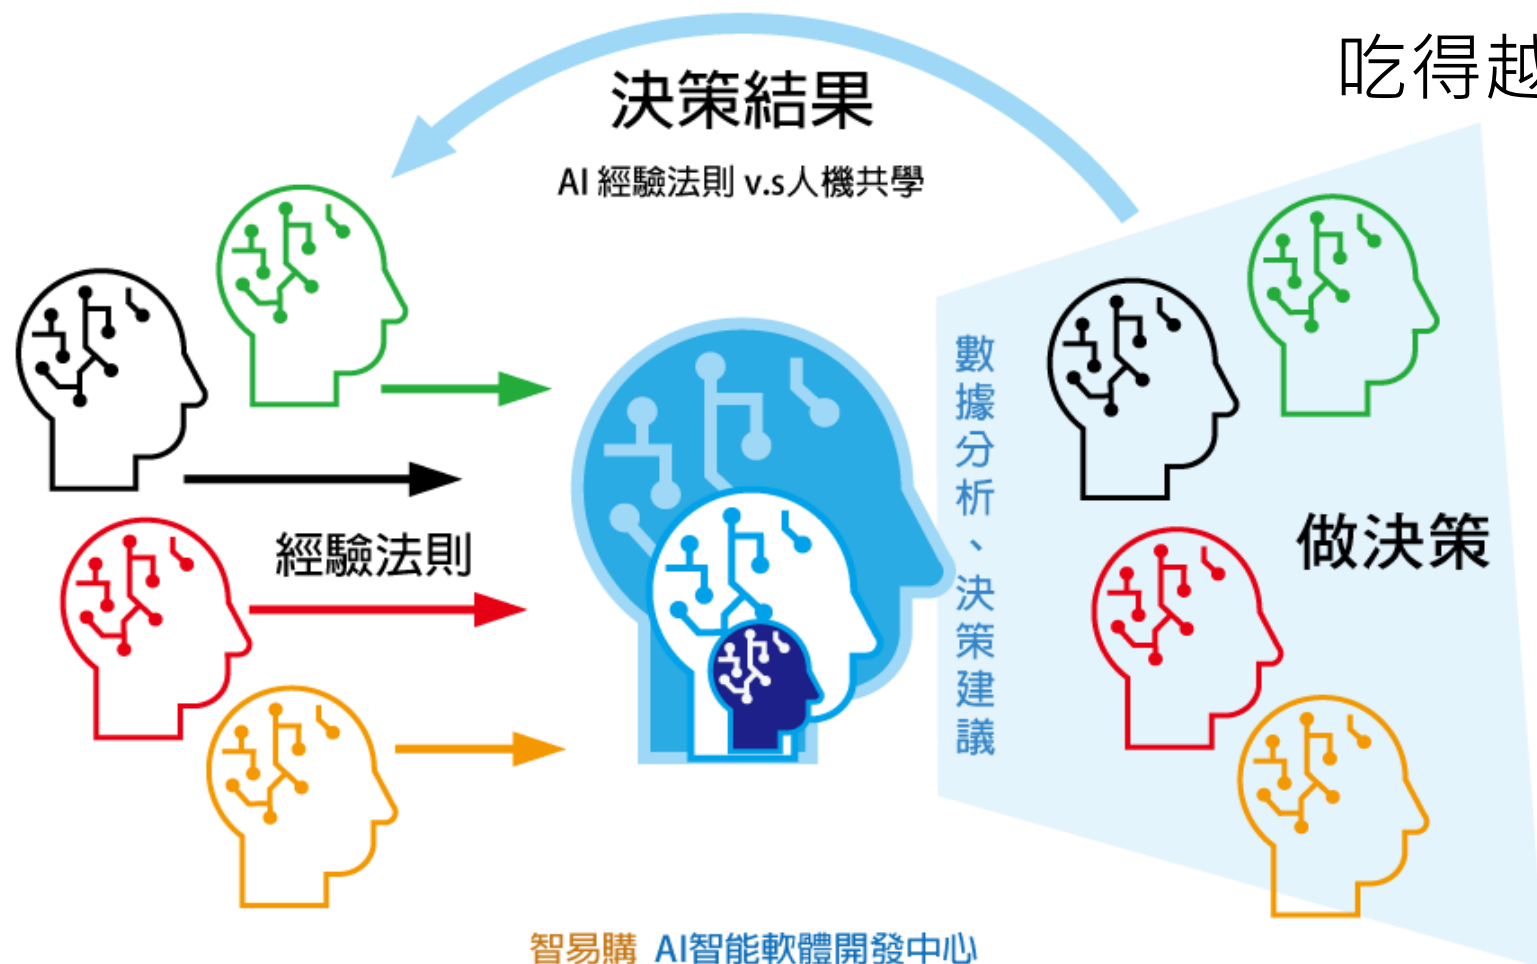 吃得越
決策結果
AI 經驗法則 v.s人機共學
經驗法則
數據分析、決策建議
做決策
智易購 AI智能軟體開發中心